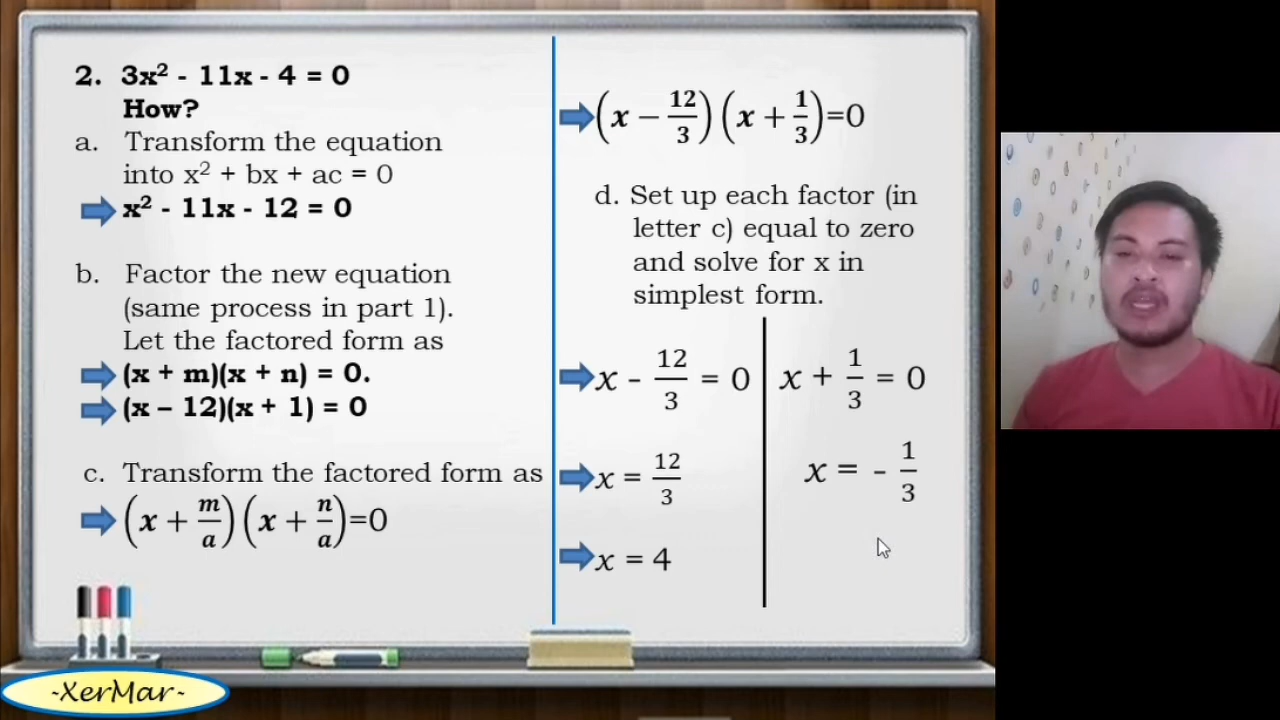 2. 3x² - 11x - 4 = 0
How?
a. Transform the equation
into x² + bx + ac = 0
x² - 11x - 12 = 0
b. Factor the new equation
(same process in part 1).
Let the factored form as
(x + m)(x + n) = 0.
(x – 12)(x + 1) = 0
c. Transform the factored form as
(x + m/a)(x + n/a)=0
(x − 12/3)(x + 1/3)=0
d. Set up each factor (in
letter c) equal to zero
and solve for x in
simplest form.
x - 12/3 = 0
x = 12/3
x = 4
x + 1/3 = 0
x = - 1/3
-XerMar-